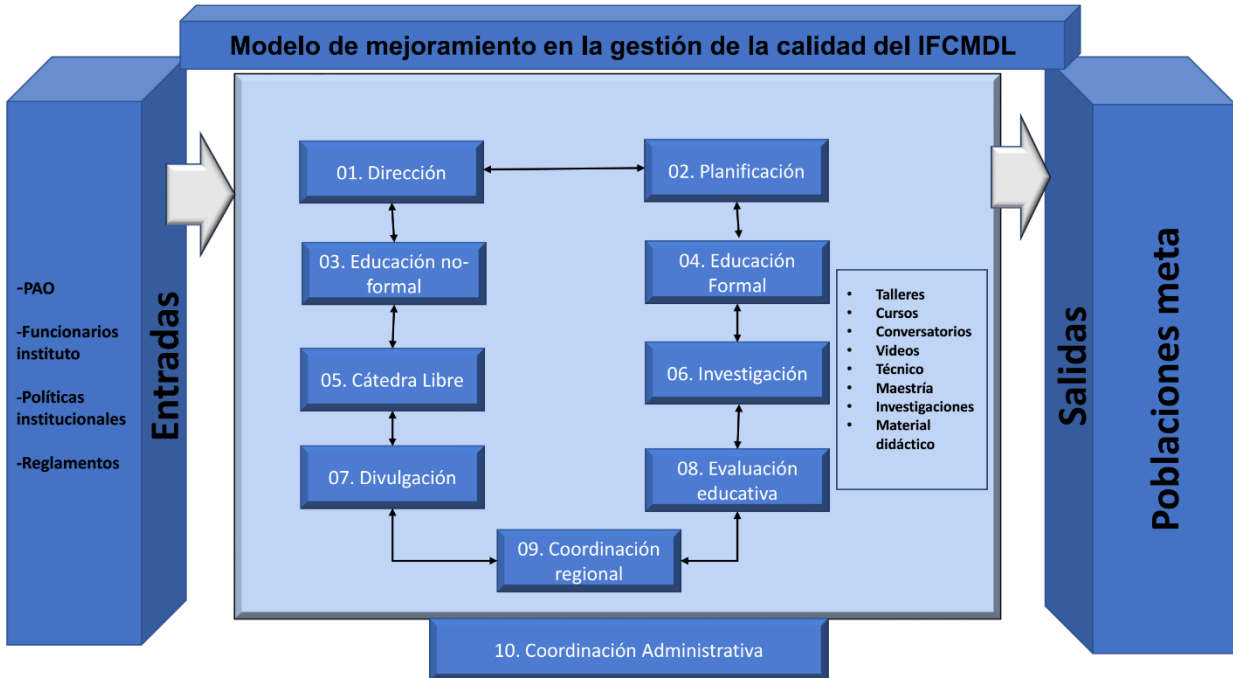 Modelo de mejoramiento en la gestión de la calidad del IFCMDL
-PAO
-Funcionarios
instituto
-Políticas
institucionales
-Reglamentos
Entradas
01. Dirección
02. Planificación
03. Educación no-
formal
04. Educación
Formal
05. Cátedra Libre
06. Investigación
07. Divulgación
08. Evaluación
educativa
09. Coordinación
regional
10. Coordinación Administrativa
• Talleres
• Cursos
• Conversatorios
• Videos
• Técnico
• Maestría
• Investigaciones
• Material
didáctico
Salidas
Poblaciones meta